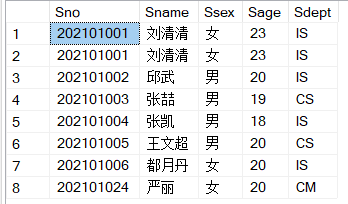 Sno Sname Ssex Sage Sdept
1 202101001 刘清清 女 23 IS
2 202101001 刘清清 女 23 IS
3 202101002 邱武 男 20 IS
4 202101003 张喆 男 19 CS
5 202101004 张凯 男 18 IS
6 202101005 王文超 男 20 CS
7 202101006 都月丹 女 20 IS
8 202101024 严丽 女 20 CM